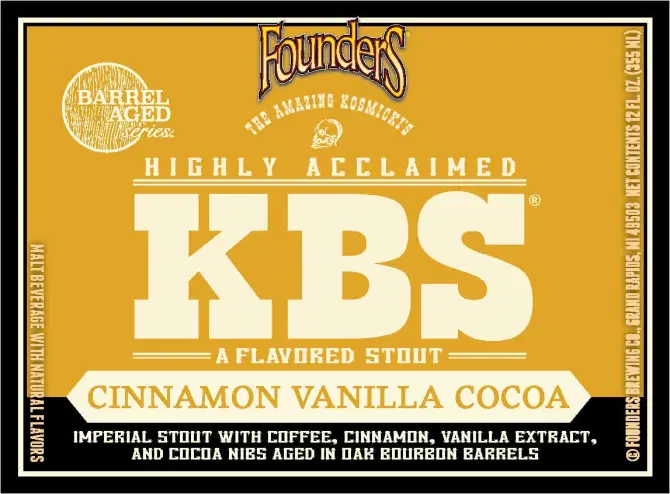 FOUNDERS
BARREL
AGED
series.
THE AMAZING KOSMICKY'S
HIGHLY ACCLAIMED
KBS®
A FLAVORED STOUT
CINNAMON VANILLA COCOA
IMPERIAL STOUT WITH COFFEE, CINNAMON, VANILLA EXTRACT,
AND COCOA NIBS AGED IN OAK BOURBON BARRELS
MALT BEVERAGE WITH NATURAL FLAVORS
© FOUNDERS BREWING CO., GRAND RAPIDS, MI 49503 NET CONTENTS 12 FL. OZ. (355 ML)